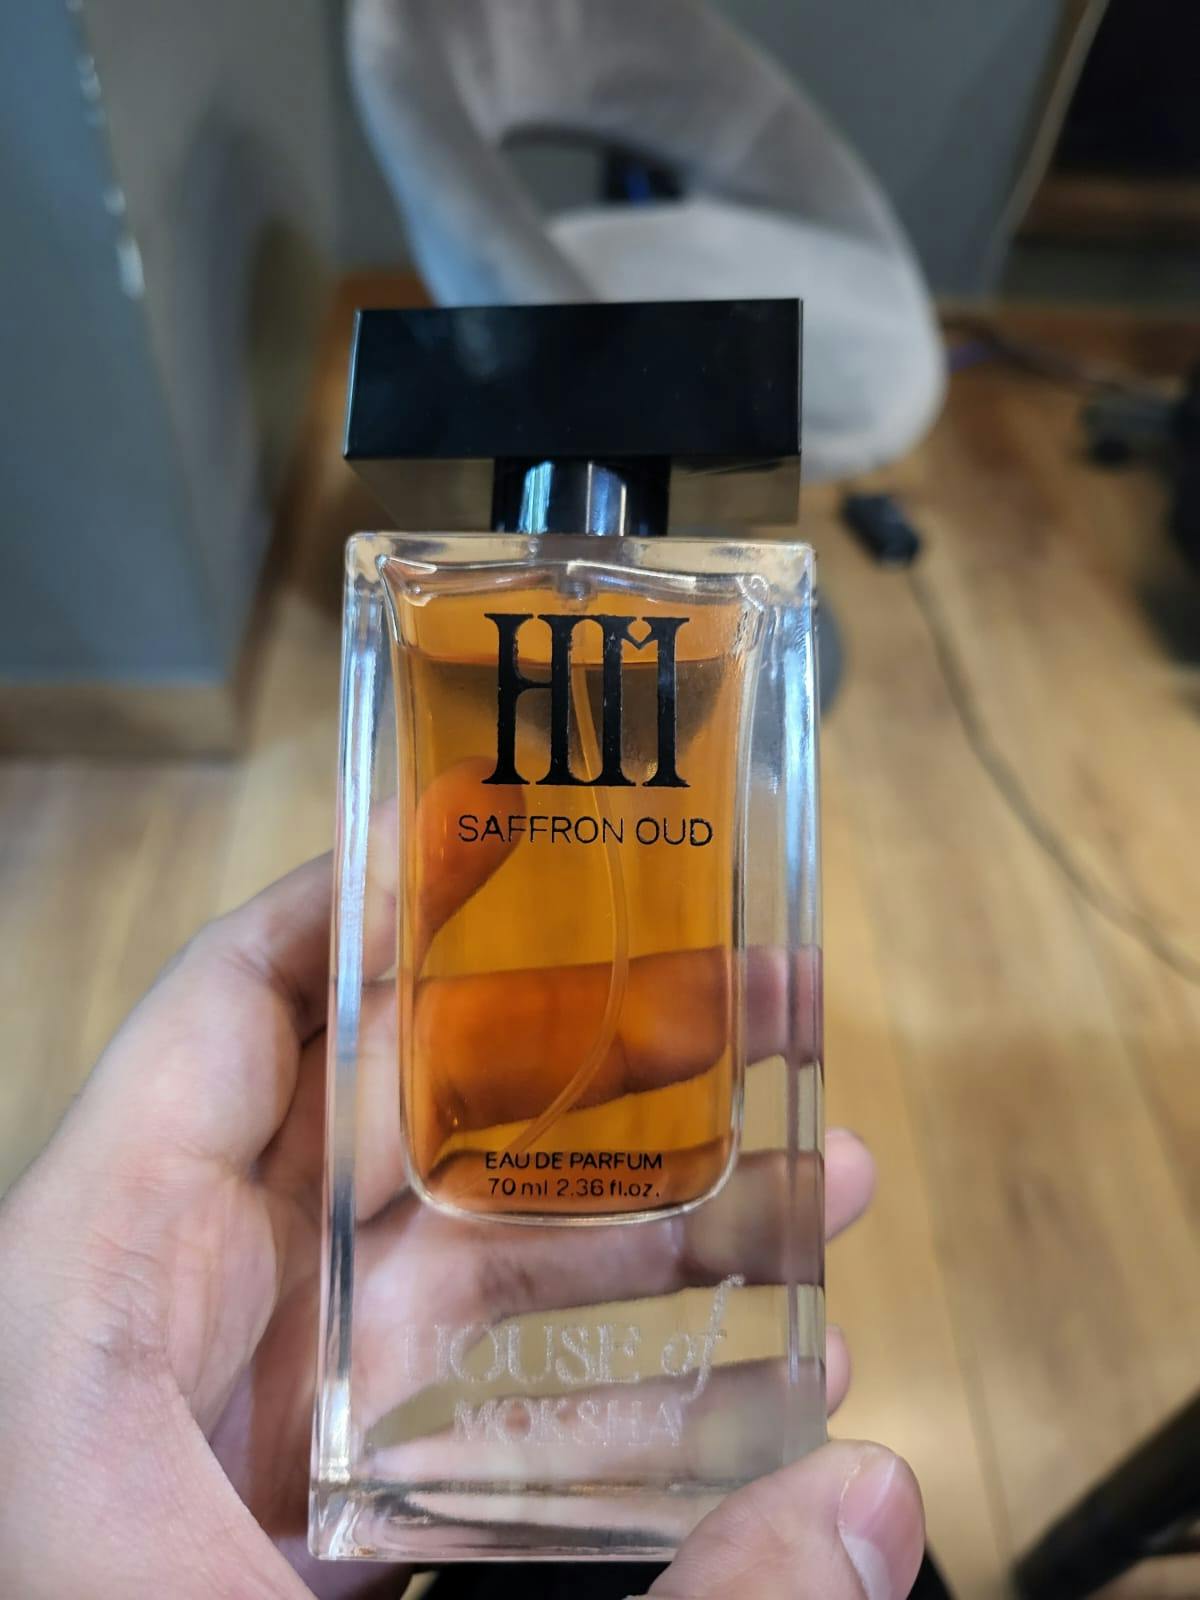 HM
SAFFRON OUD
EAU DE PARFUM
70 ml 2.36 fl.oz.
HOUSE of
MOKSHA